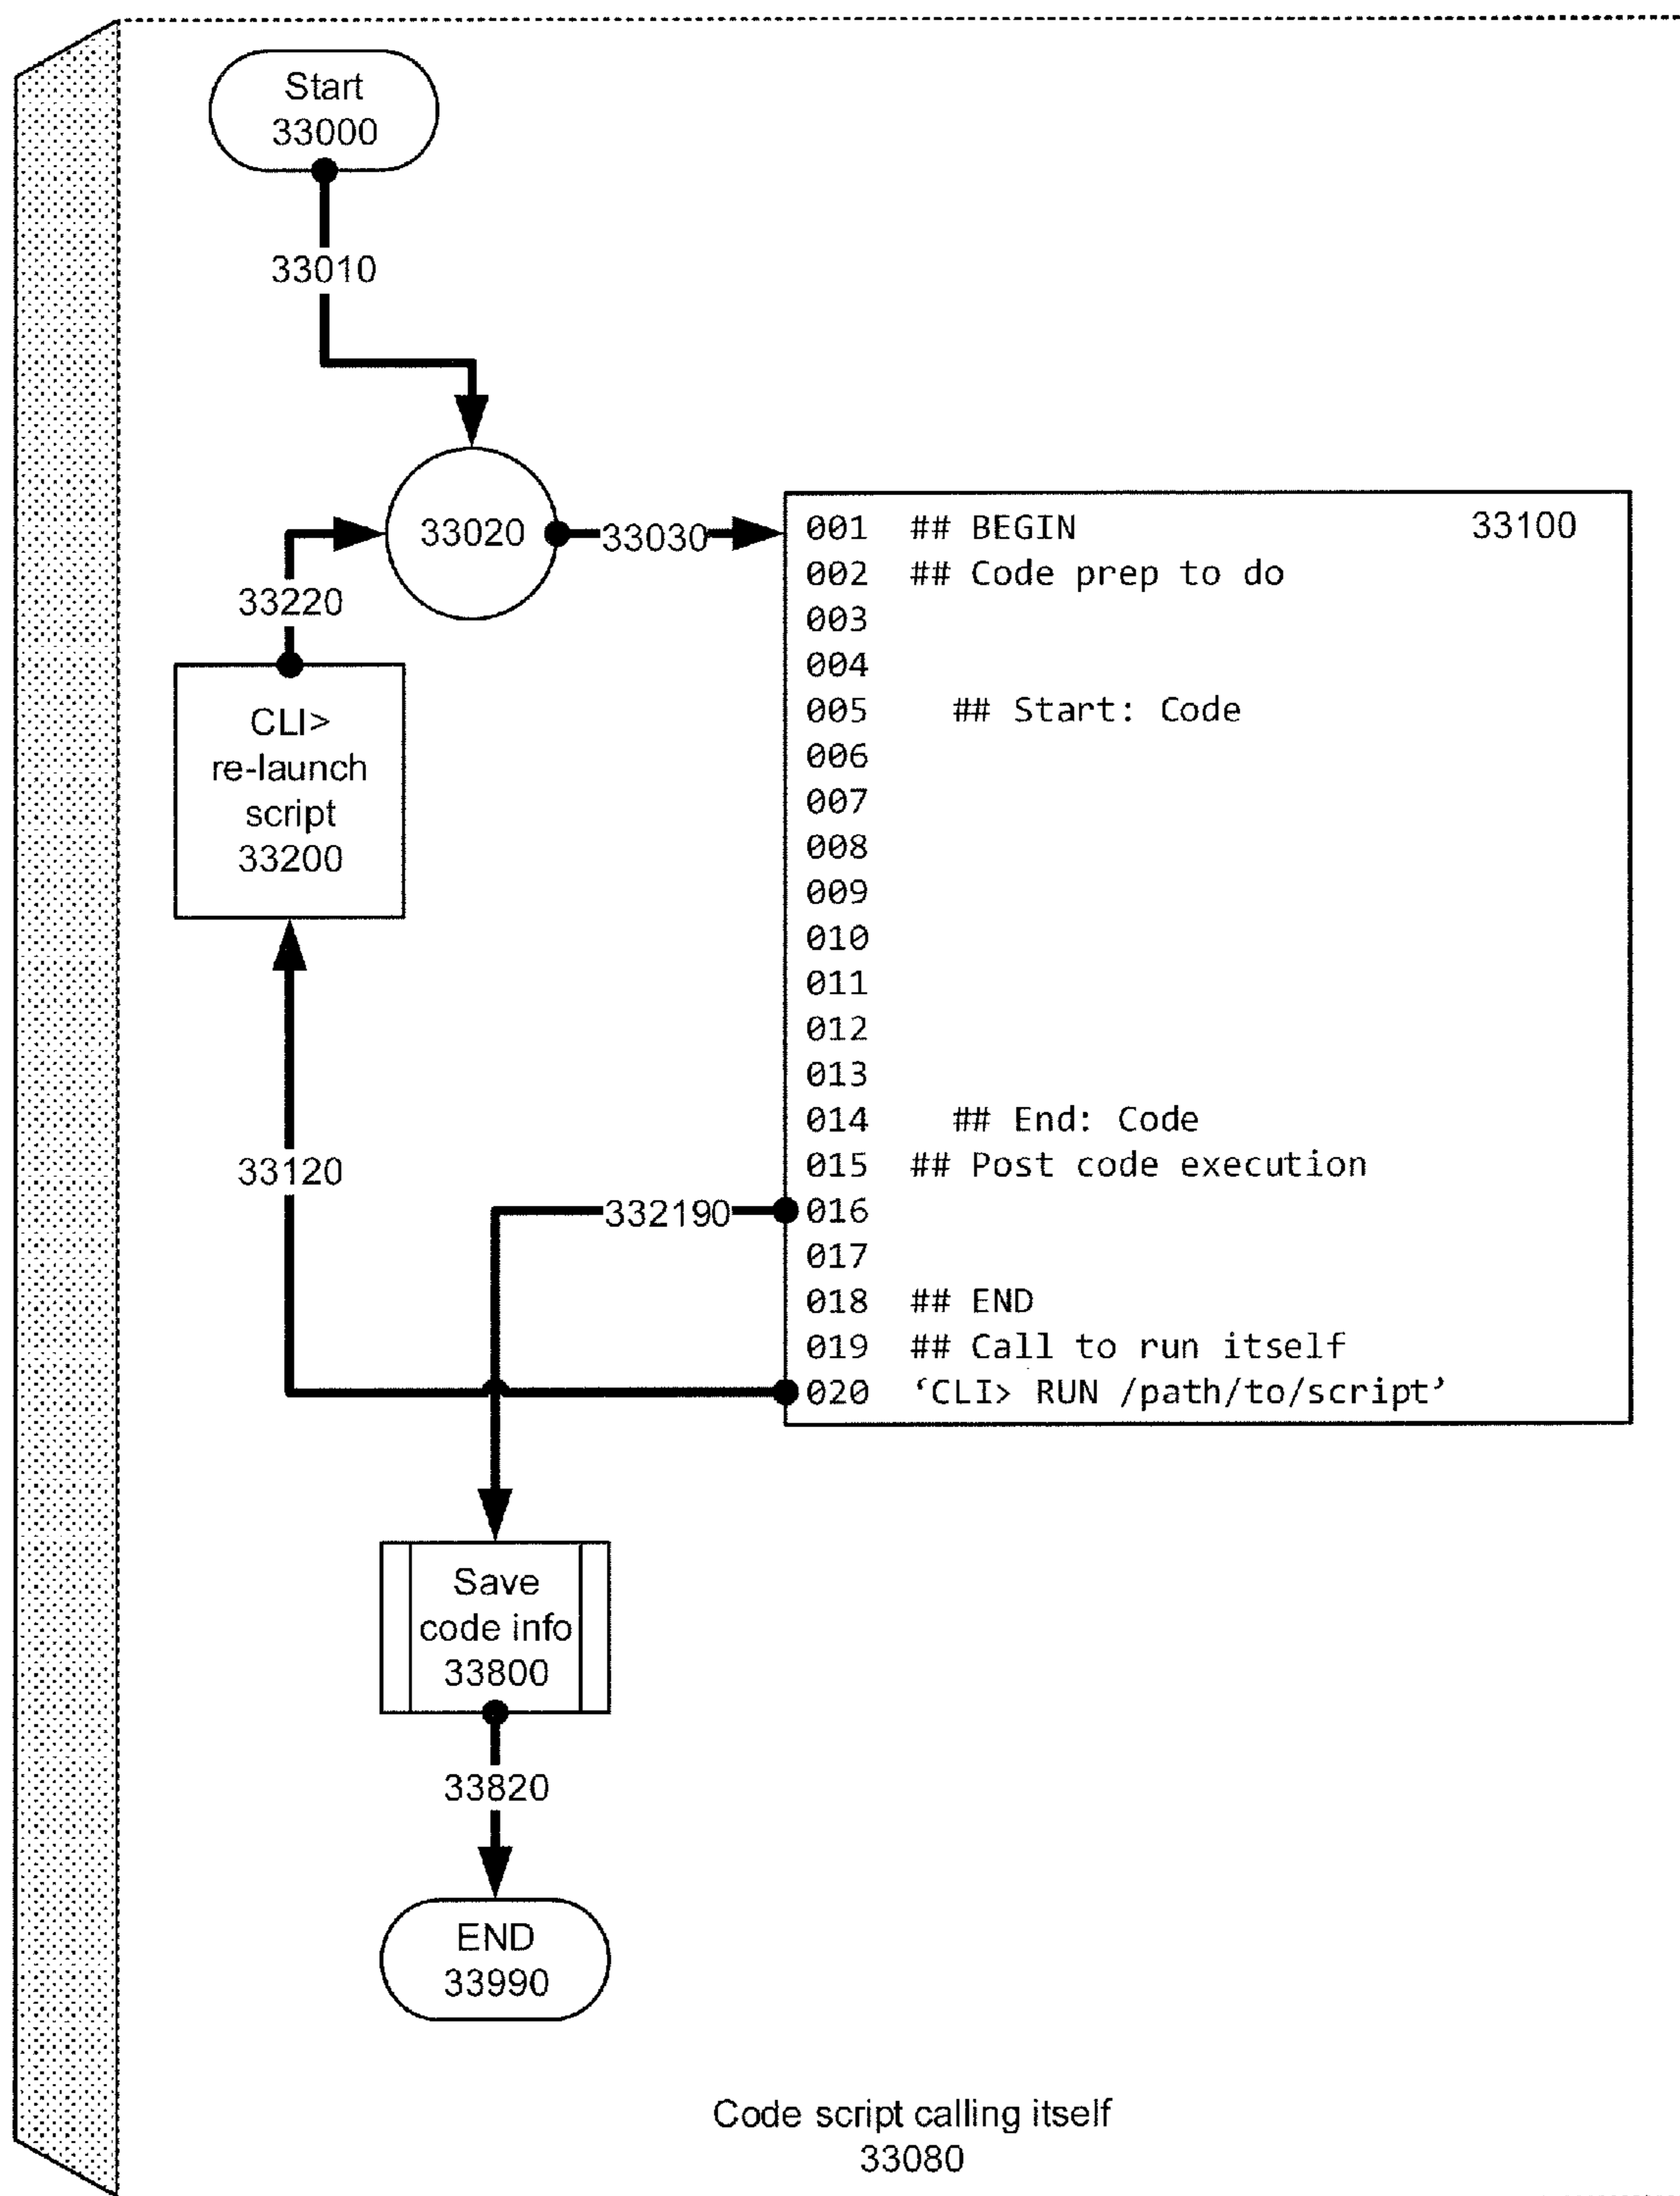 Start
33000
33010
33020
33030
33220
CLI>
re-launch
script
33200
33120
001 ## BEGIN 33100
002 ## Code prep to do
003
004
005 ## Start: Code
006
007
008
009
010
011
012
013
014 ## End: Code
015 ## Post code execution
016
017
018 ## END
019 ## Call to run itself
020 ‘CLI> RUN /path/to/script’
332190
Save
code info
33800
33820
END
33990
Code script calling itself
33080